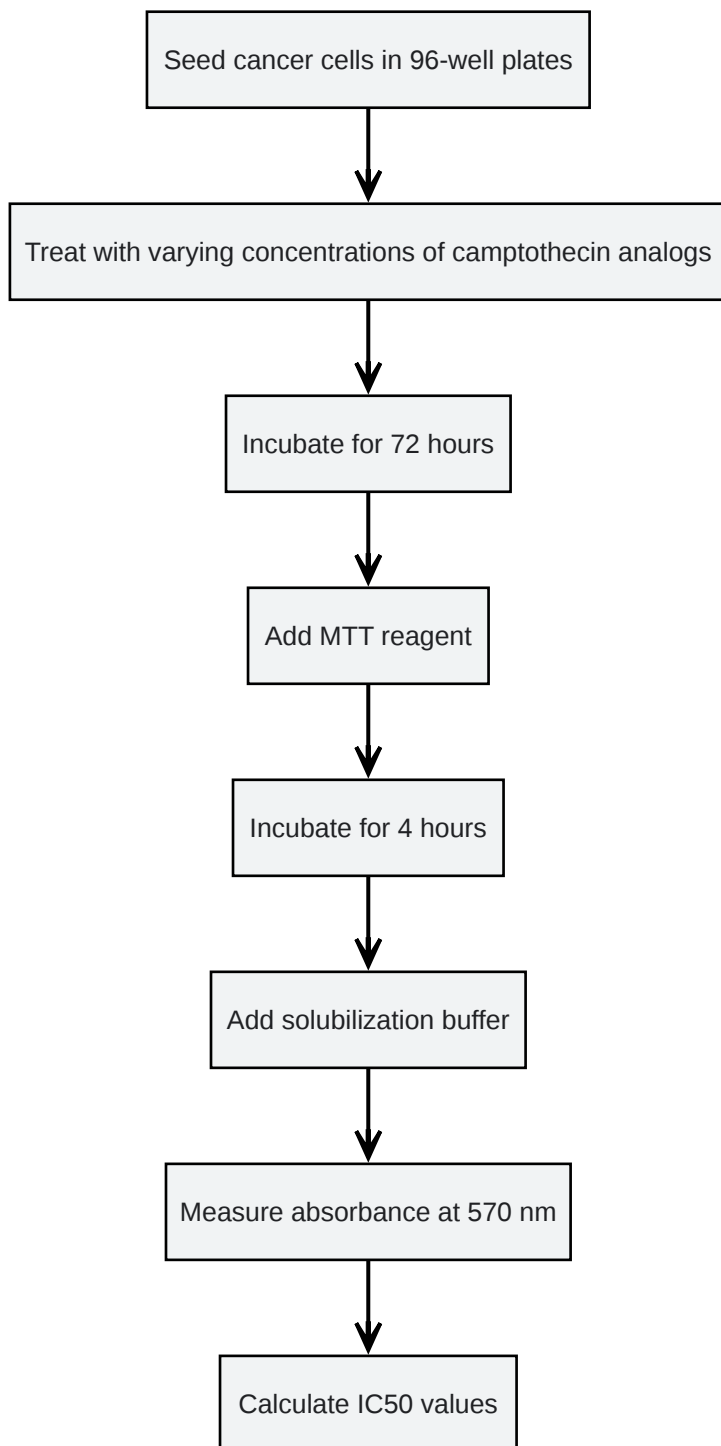 Seed cancer cells in 96-well plates
Treat with varying concentrations of camptothecin analogs
Incubate for 72 hours
Add MTT reagent
Incubate for 4 hours
Add solubilization buffer
Measure absorbance at 570 nm
Calculate IC50 values